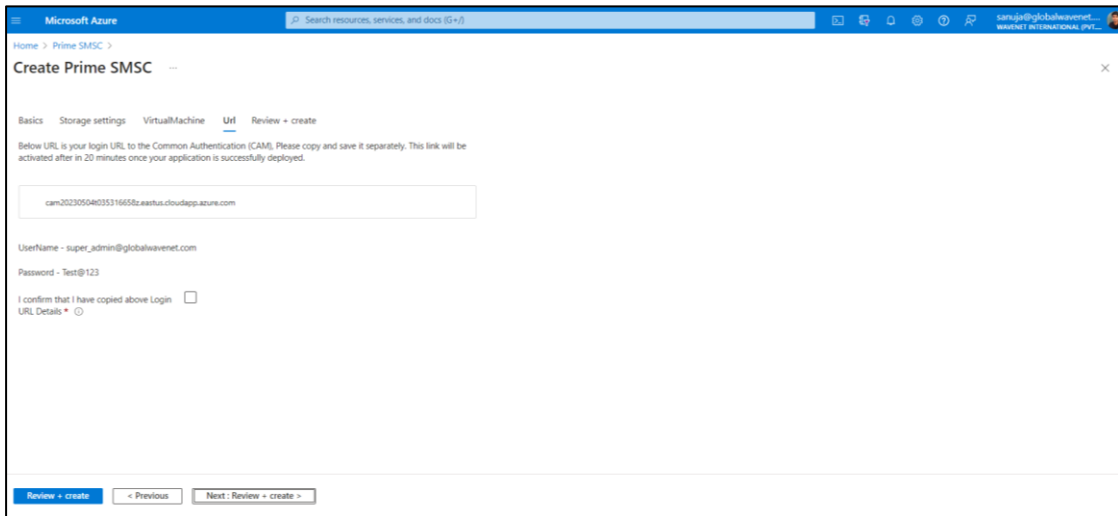 Microsoft Azure
Search resources, services, and docs (G+/)
sanuja@globalwavenet....
WAVENET INTERNATIONAL (PVT....
Home > Prime SMSC >
Create Prime SMSC ...
Basics Storage settings VirtualMachine Url Review + create
Below URL is your login URL to the Common Authentication (CAM), Please copy and save it separately. This link will be
activated after in 20 minutes once your application is successfully deployed.
cam20230504t035316658z.eastus.cloudapp.azure.com
UserName - super_admin@globalwavenet.com
Password - Test@123
I confirm that I have copied above Login
URL Details *
Review + create < Previous Next : Review + create >